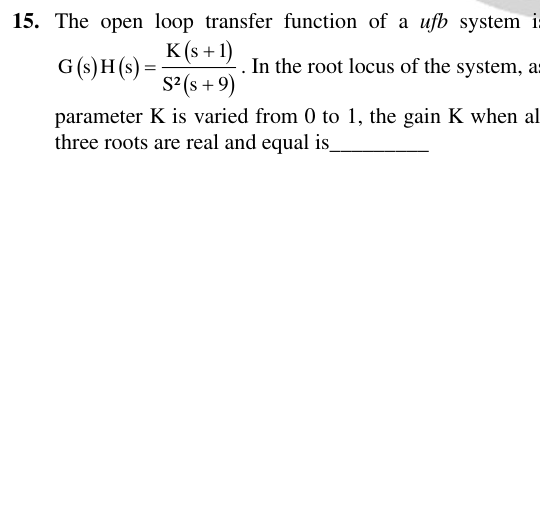 15. The open loop transfer function of a ufb system
G(s)H(s) = K(s + 1) / S²(s + 9). In the root locus of the system,
parameter K is varied from 0 to 1, the gain K when
three roots are real and equal is_________